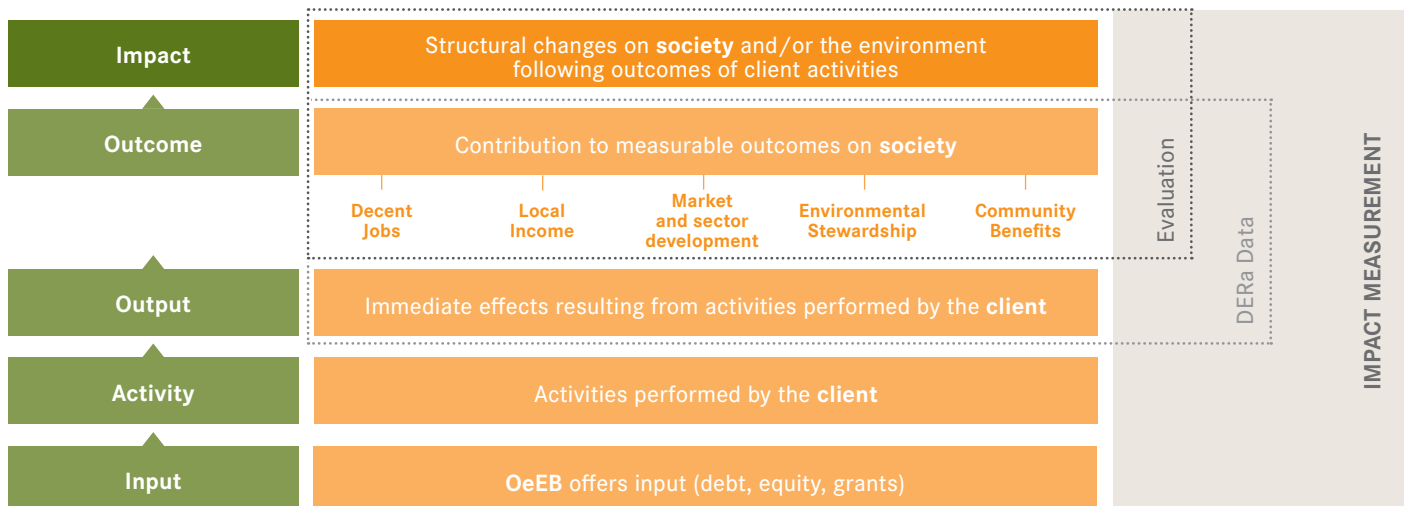 Impact
Structural changes on society and/or the environment
following outcomes of client activities
Outcome
Contribution to measurable outcomes on society
Decent
Jobs
Local
Income
Market
and sector
development
Environmental
Stewardship
Community
Benefits
Output
Immediate effects resulting from activities performed by the client
Activity
Activities performed by the client
Input
OeEB offers input (debt, equity, grants)
Evaluation
DERa Data
IMPACT MEASUREMENT